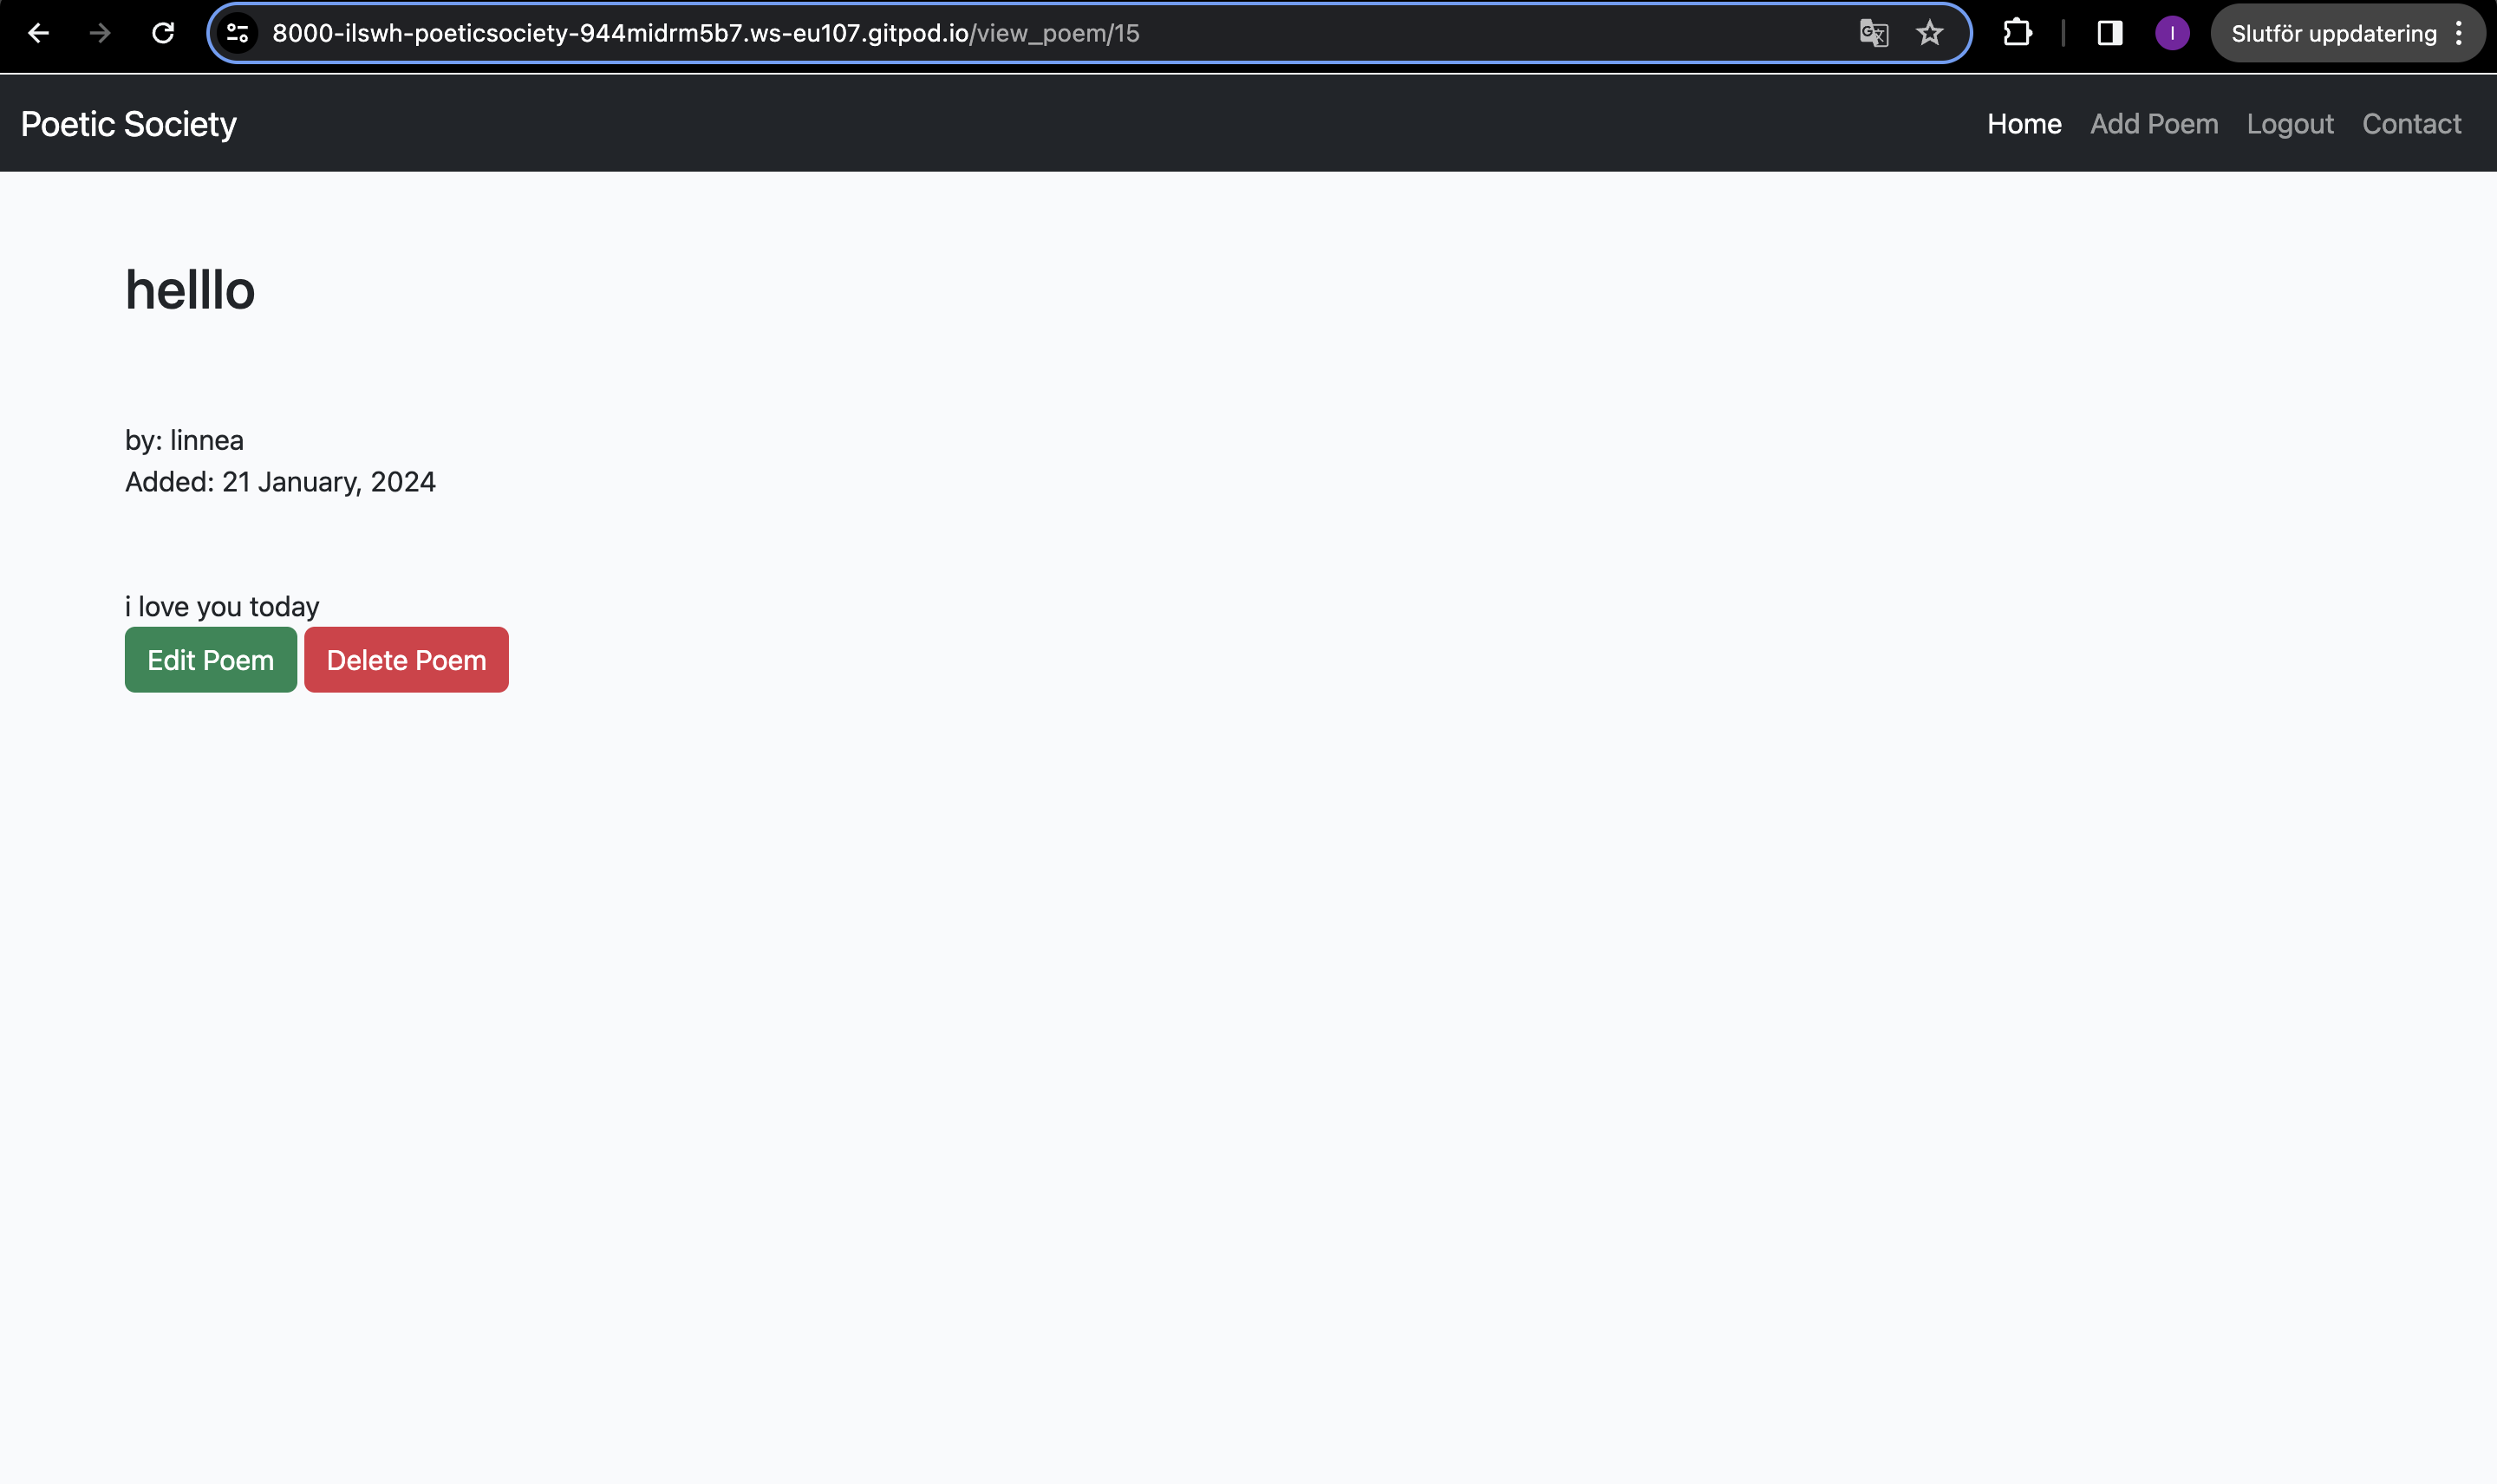 8000-ilswh-poeticsociety-944midrm5b7.ws-eu107.gitpod.io/view_poem/15
I
Slutför uppdatering
Poetic Society
Home Add Poem Logout Contact
helllo
by: linnea
Added: 21 January, 2024
i love you today
Edit Poem Delete Poem